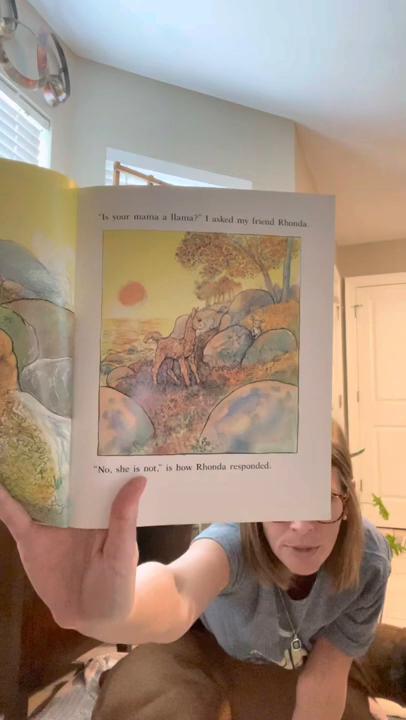 "Is your mama a llama?" I asked my friend Rhonda.
"No, she is not," is how Rhonda responded.